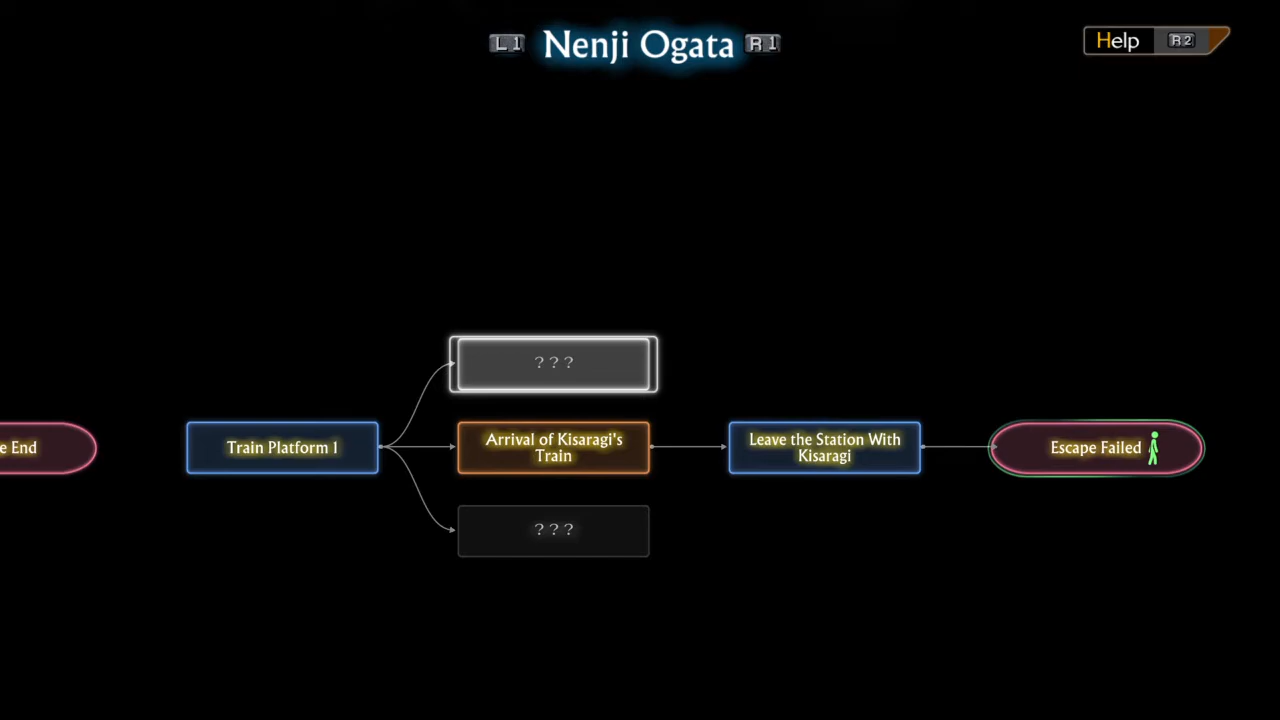 L1 Nenji Ogata R1
Help R2
? ? ?
e End
Train Platform 1
Arrival of Kisaragi's
Train
Leave the Station With
Kisaragi
Escape Failed
? ? ?